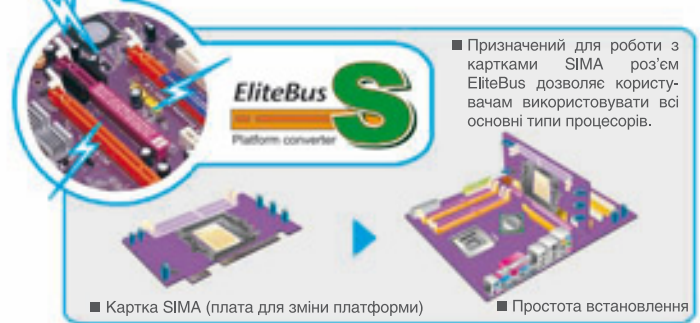 ■ Призначений для роботи з
картками SIMA роз’єм
EliteBus дозволяє користу-
вачам використовувати всі
основні типи процесорів.
EliteBus S
Platform converter
■ Картка SIMA (плата для зміни платформи)
■ Простота встановлення